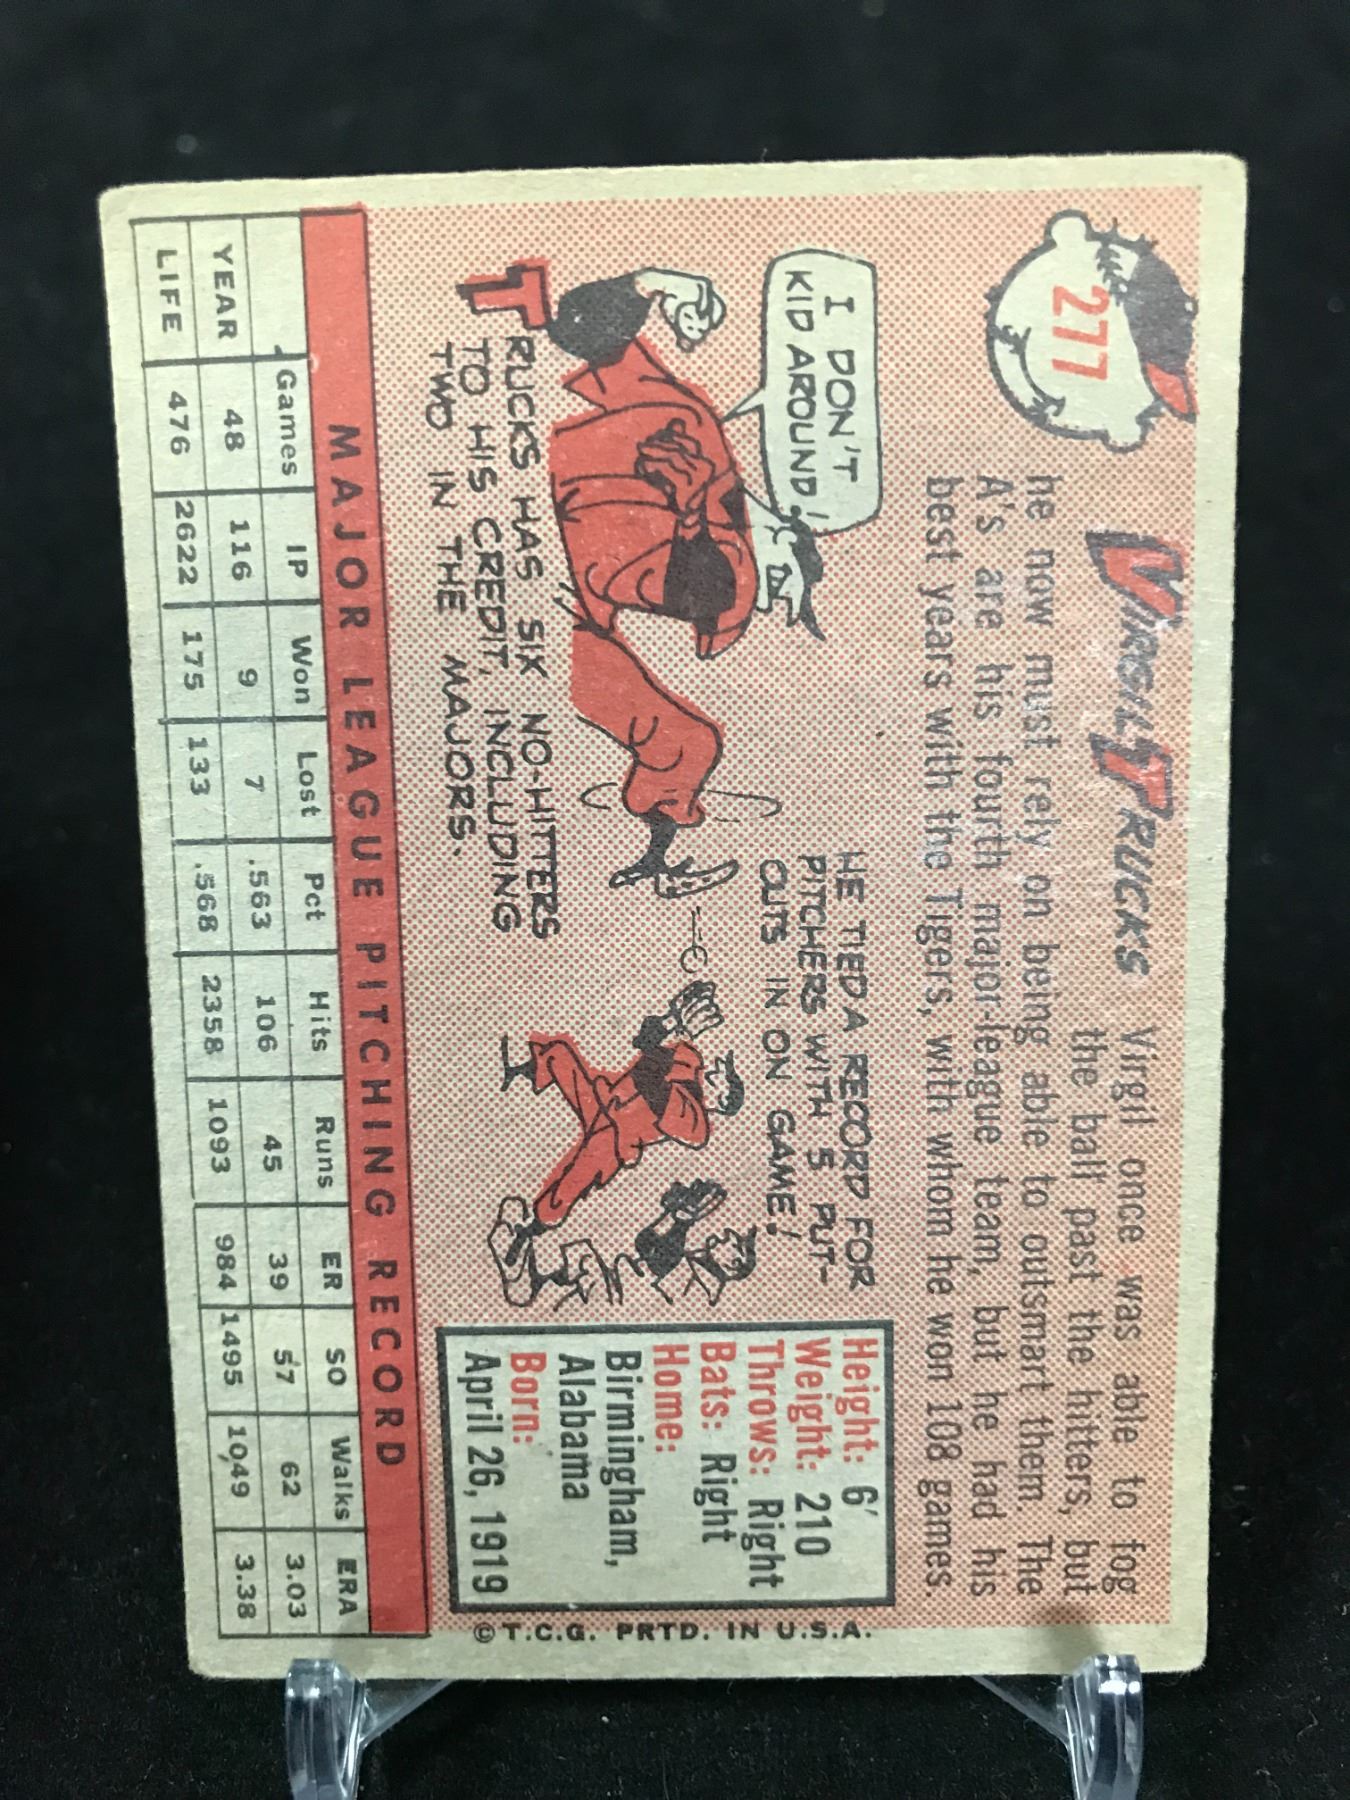 277
VIRGIL TRUCKS
Virgil once was able to fog
the ball past the hitters, but
he now must rely on being able to outsmart them. The
A's are his fourth major-league team, but he had his
best years with the Tigers, with whom he won 108 games.
I DON'T
KID AROUND!
TRUCKS HAS SIX NO-HITTERS
TO HIS CREDIT, INCLUDING
TWO IN THE MAJORS.
HE TIED A RECORD FOR
PITCHERS WITH 5 PUT-
OUTS IN ON GAME!
Height: 6'
Weight: 210
Throws: Right
Bats: Right
Home:
Birmingham,
Alabama
Born:
April 26, 1919
© T.C.G. PRTD. IN U.S.A.
MAJOR LEAGUE PITCHING RECORD
Games IP Won Lost Pct Hits Runs ER SO Walks ERA
YEAR 48 116 9 7 .563 106 45 39 57 62 3.03
LIFE 476 2622 175 133 .568 2358 1093 984 1495 1049 3.38